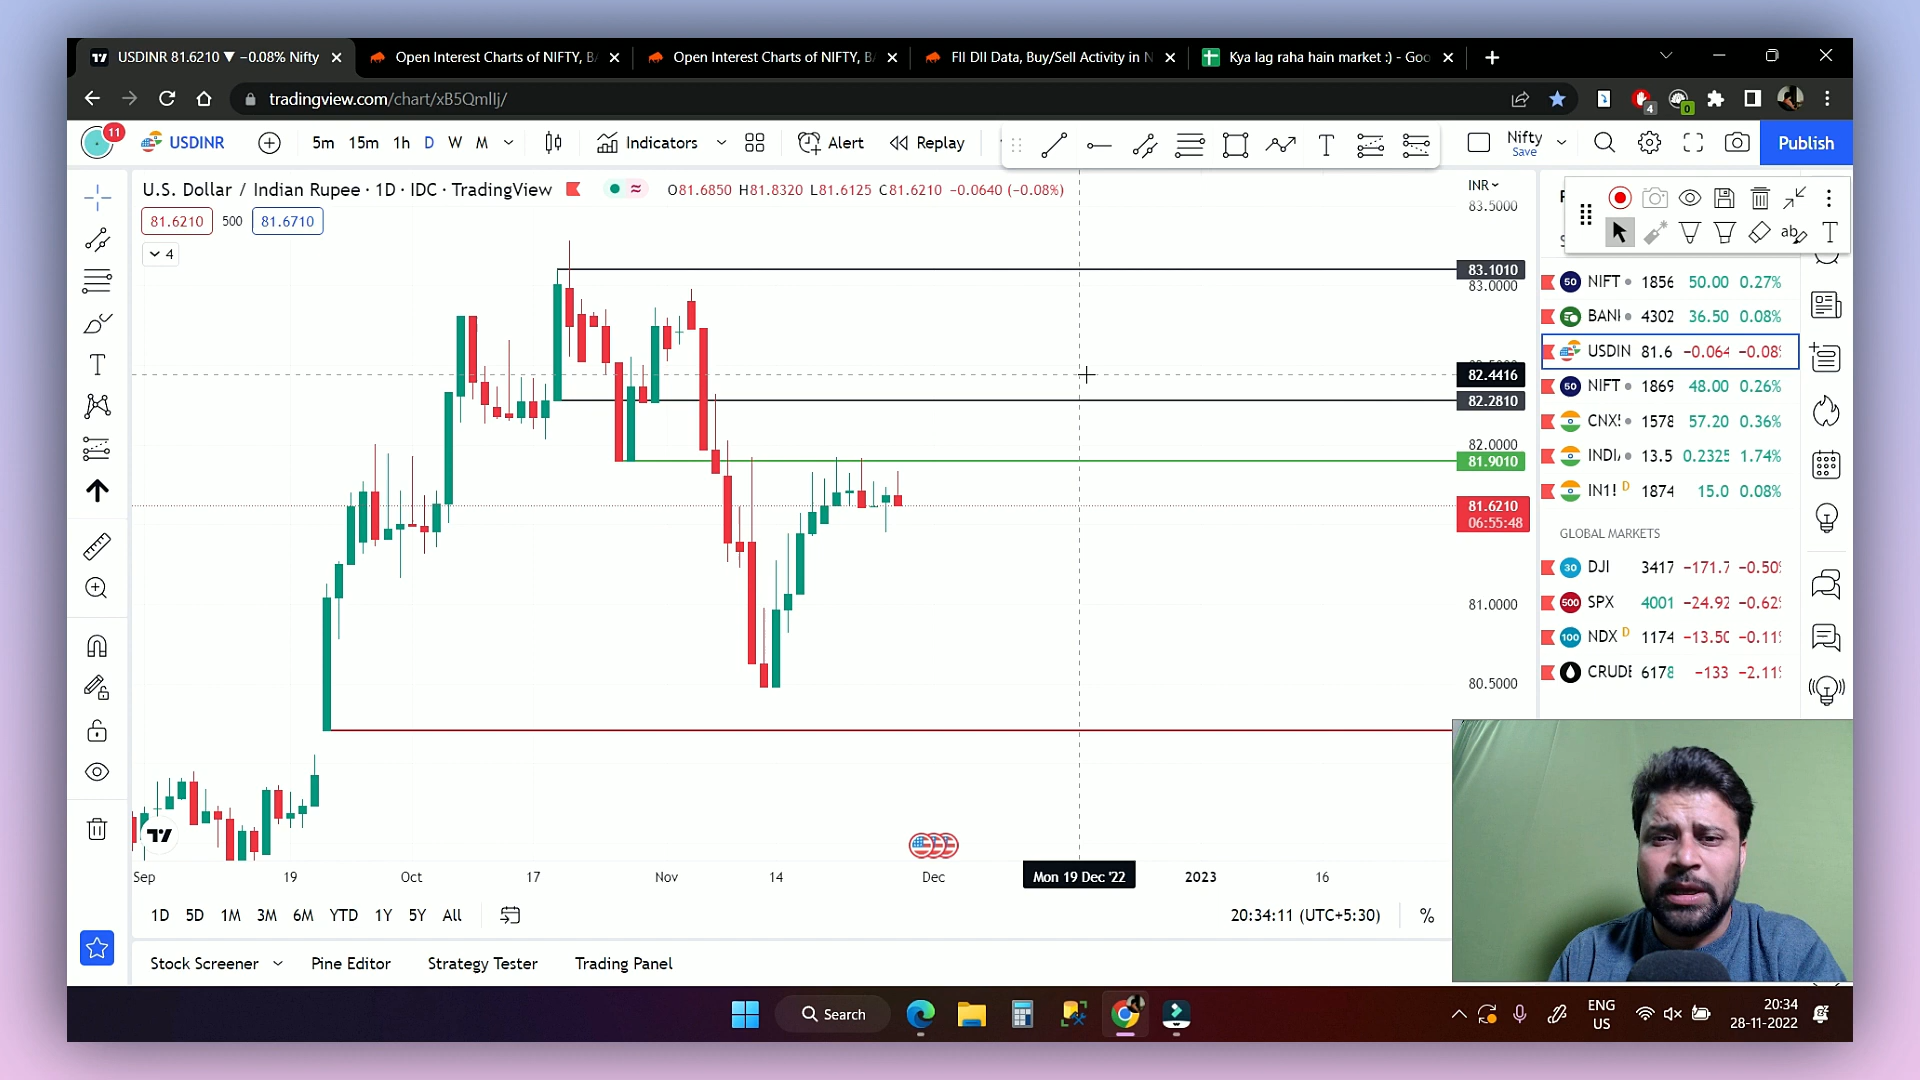 USDINR 81.6210 ▼ −0.08% Nifty
Open Interest Charts of NIFTY, B
Open Interest Charts of NIFTY, B
FII DII Data, Buy/Sell Activity in N
Kya lag raha hain market :) - Goo
tradingview.com/chart/xB5QmlIj/
4
0
11
USDINR
5m 15m 1h D W M
Indicators
Alert
Replay
Nifty
Save
Publish
U.S. Dollar / Indian Rupee · 1D · IDC · TradingView
O81.6850 H81.8320 L81.6125 C81.6210 −0.0640 (−0.08%)
81.6210 500 81.6710
4
INR
83.5000
83.1010
83.0000
82.4416
82.2810
82.0000
81.9010
81.6210
06:55:48
81.0000
80.5000
50 NIFT 1856 50.00 0.27%
BANI 4302 36.50 0.08%
USDIN 81.6 −0.064 −0.08
50 NIFT 1869 48.00 0.26%
CNX 1578 57.20 0.36%
INDI 13.5 0.2325 1.74%
IN1! D 1874 15.0 0.08%
GLOBAL MARKETS
30 DJI 3417 −171.7 −0.50
500 SPX 4001 −24.92 −0.62
100 NDX D 1174 −13.50 −0.11
CRUDE 6178 −133 −2.11
Sep 19 Oct 17 Nov 14 Dec Mon 19 Dec '22 2023 16
1D 5D 1M 3M 6M YTD 1Y 5Y All
20:34:11 (UTC+5:30) %
Stock Screener Pine Editor Strategy Tester Trading Panel
Search
ENG
US
20:34
28-11-2022